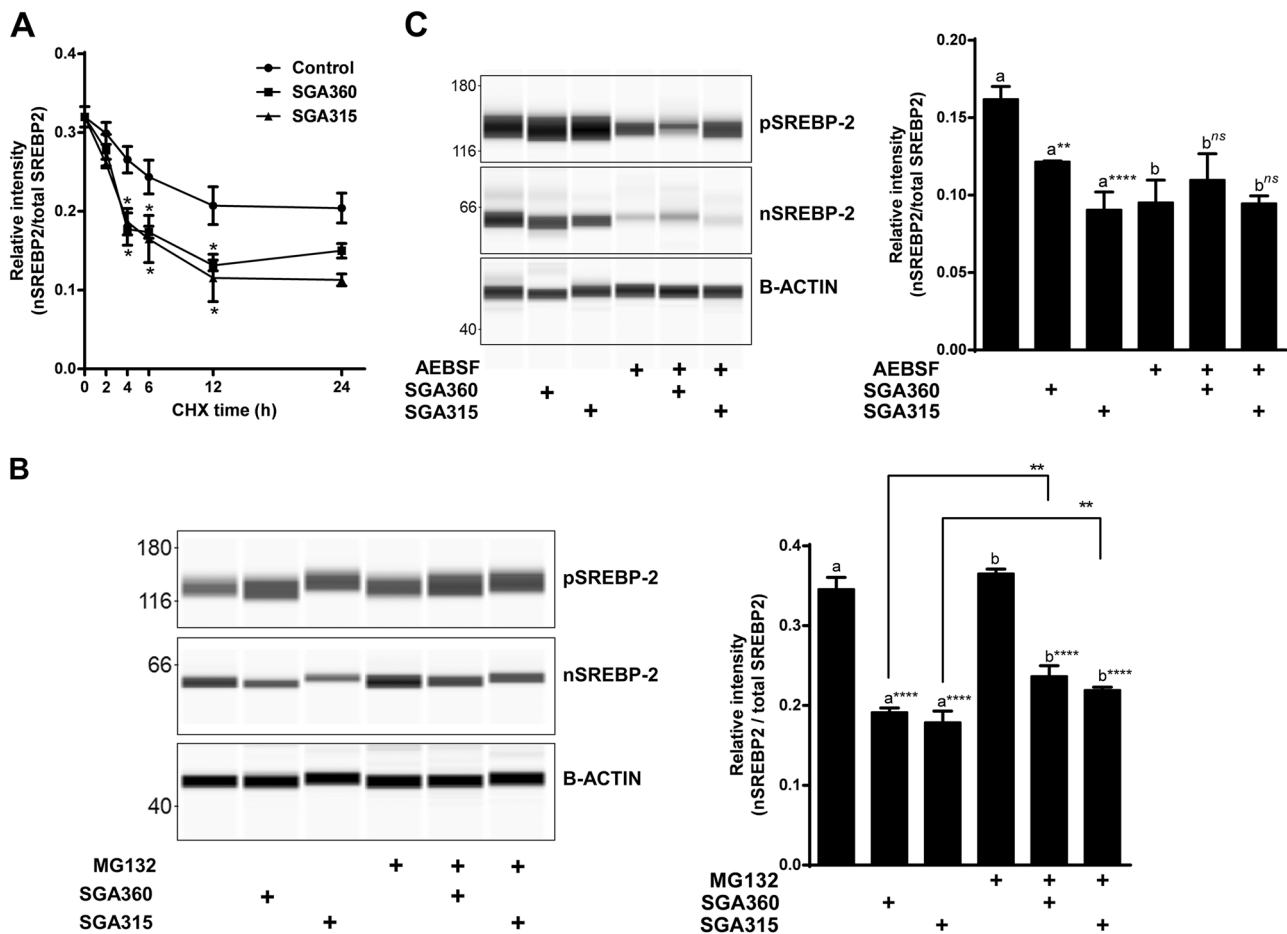 A
0.4
0.3
0.2
0.1
0.0
Relative intensity
(nSREBP2/total SREBP2)
Control
SGA360
SGA315
*
*
*
*
*
*
0
2
4
6
12
24
CHX time (h)
C
180
116
66
40
pSREBP-2
nSREBP-2
B-ACTIN
AEBSF + + +
SGA360 + +
SGA315 + +
Relative intensity
(nSREBP2/total SREBP2)
0.20
0.15
0.10
0.05
0.00
a
a**
a****
b
b ns
b ns
AEBSF + + +
SGA360 + +
SGA315 + +
B
180
116
66
40
pSREBP-2
nSREBP-2
B-ACTIN
MG132 + + +
SGA360 + +
SGA315 + +
**
**
Relative intensity
(nSREBP2 / total SREBP2)
0.4
0.3
0.2
0.1
0.0
a
a****
a****
b
b****
b****
MG132 + + +
SGA360 + +
SGA315 + +